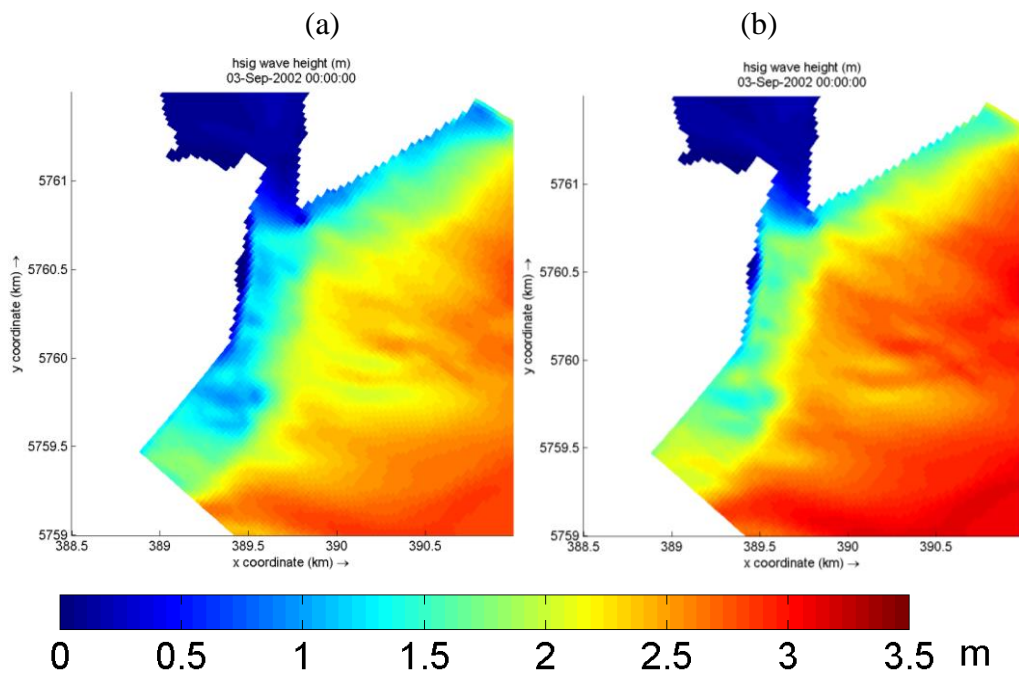 (a)
(b)
hsig wave height (m)
03-Sep-2002 00:00:00
5761
5760.5
5760
5759.5
5759
y coordinate (km) →
388.5 389 389.5 390 390.5
x coordinate (km) →
hsig wave height (m)
03-Sep-2002 00:00:00
5761
5760.5
5760
5759.5
5759
y coordinate (km) →
388.5 389 389.5 390 390.5
x coordinate (km) →
0 0.5 1 1.5 2 2.5 3 3.5 m